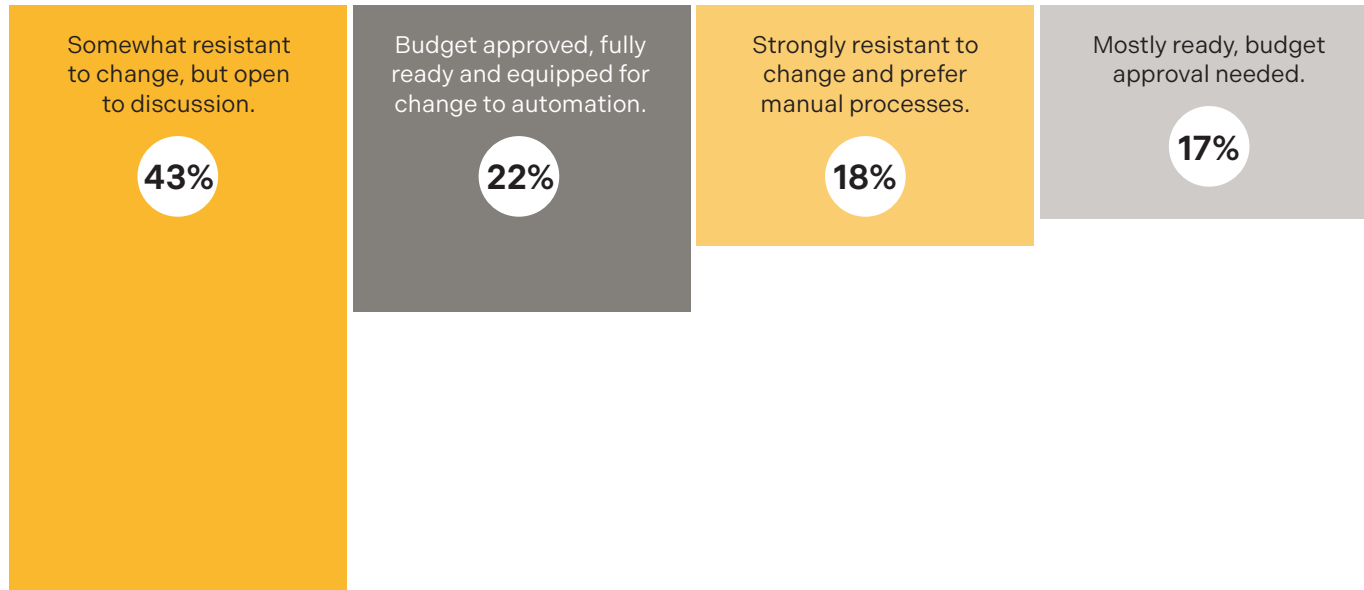 Somewhat resistant
to change, but open
to discussion.
43%
Budget approved, fully
ready and equipped for
change to automation.
22%
Strongly resistant to
change and prefer
manual processes.
18%
Mostly ready, budget
approval needed.
17%